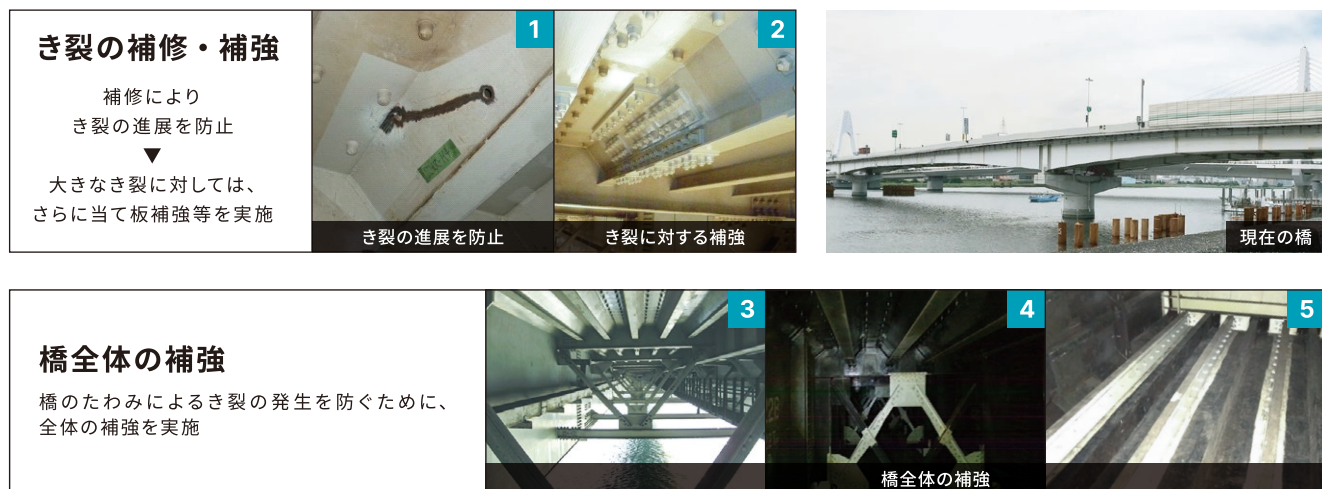 き裂の補修・補強
補修により
き裂の進展を防止
▼
大きなき裂に対しては、
さらに当て板補強等を実施
1
き裂の進展を防止
2
き裂に対する補強
現在の橋
橋全体の補強
橋のたわみによるき裂の発生を防ぐために、
全体の補強を実施
3
4
5
橋全体の補強